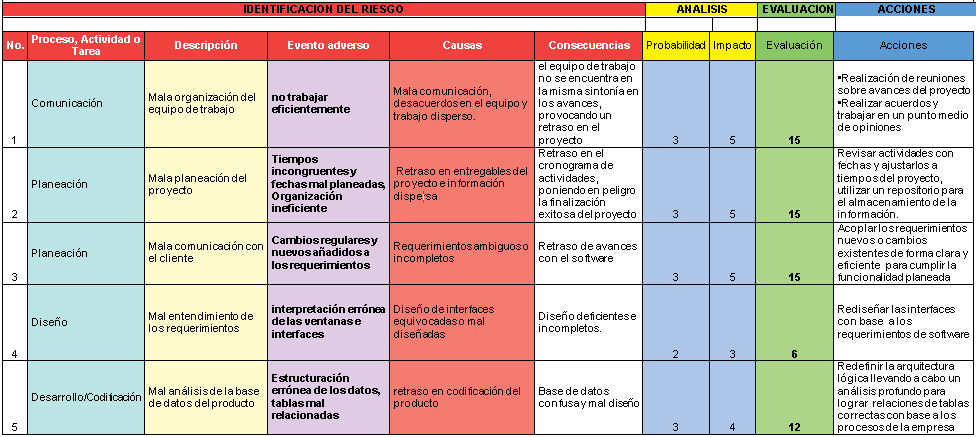 IDENTIFICACION DEL RIESGO ANALISIS EVALUACION ACCIONES
No. Proceso, Actividad o Tarea Descripción Evento adverso Causas Consecuencias Probabilidad Impacto Evaluación Acciones
1
Comunicación
Mala organización del
equipo de trabajo
no trabajar
eficientemente
Mala comunicación,
desacuerdos en el equipo y
trabajo disperso.
el equipo de trabajo
no se encuentra en
la misma sintonía en
los avances,
provocando un
retraso en el
proyecto
3
5
15
•Realización de reuniones
sobre avances del proyecto
•Realizar acuerdos y
trabajar en un punto medio
de opiniones
2
Planeación
Mala planeación del
proyecto
Tiempos
incongruentes y
fechas mal planeadas,
Organización
ineficiente
Retraso en entregables del
proyecto e información
dispersa
Retraso en el
cronograma de
actividades,
poniendo en peligro
la finalización
exitosa del proyecto
3
5
15
Revisar actividades con
fechas y ajustarlos a
tiempos del proyecto,
utilizar un repositorio para
el almacenamiento de la
información.
3
Planeación
Mala comunicación con
el cliente
Cambios regulares y
nuevos añadidos a
los requerimientos
Requerimientos ambiguos o
incompletos
Retraso de avances
con el software
3
5
15
Acoplar los requerimientos
nuevos o cambios
existentes de forma clara y
eficiente para cumplir la
funcionalidad planeada
4
Diseño
Mal entendimiento de
los requerimientos
interpretación errónea
de las ventanas e
interfaces
Diseño de interfaces
equivocadas o mal
diseñadas
Diseño deficientes e
incompletos.
2
3
6
Rediseñar las interfaces
con base a los
requerimientos de software
5
Desarrollo/Codificación
Mal análisis de la base
de datos del producto
Estructuración
errónea de los datos,
tablas mal
relacionadas
retraso en codificación del
producto
Base de datos
confusa y mal diseño
3
4
12
Redefinir la arquitectura
lógica llevando a cabo un
análisis profundo para
lograr relaciones de tablas
correctas con base a los
procesos de la empresa